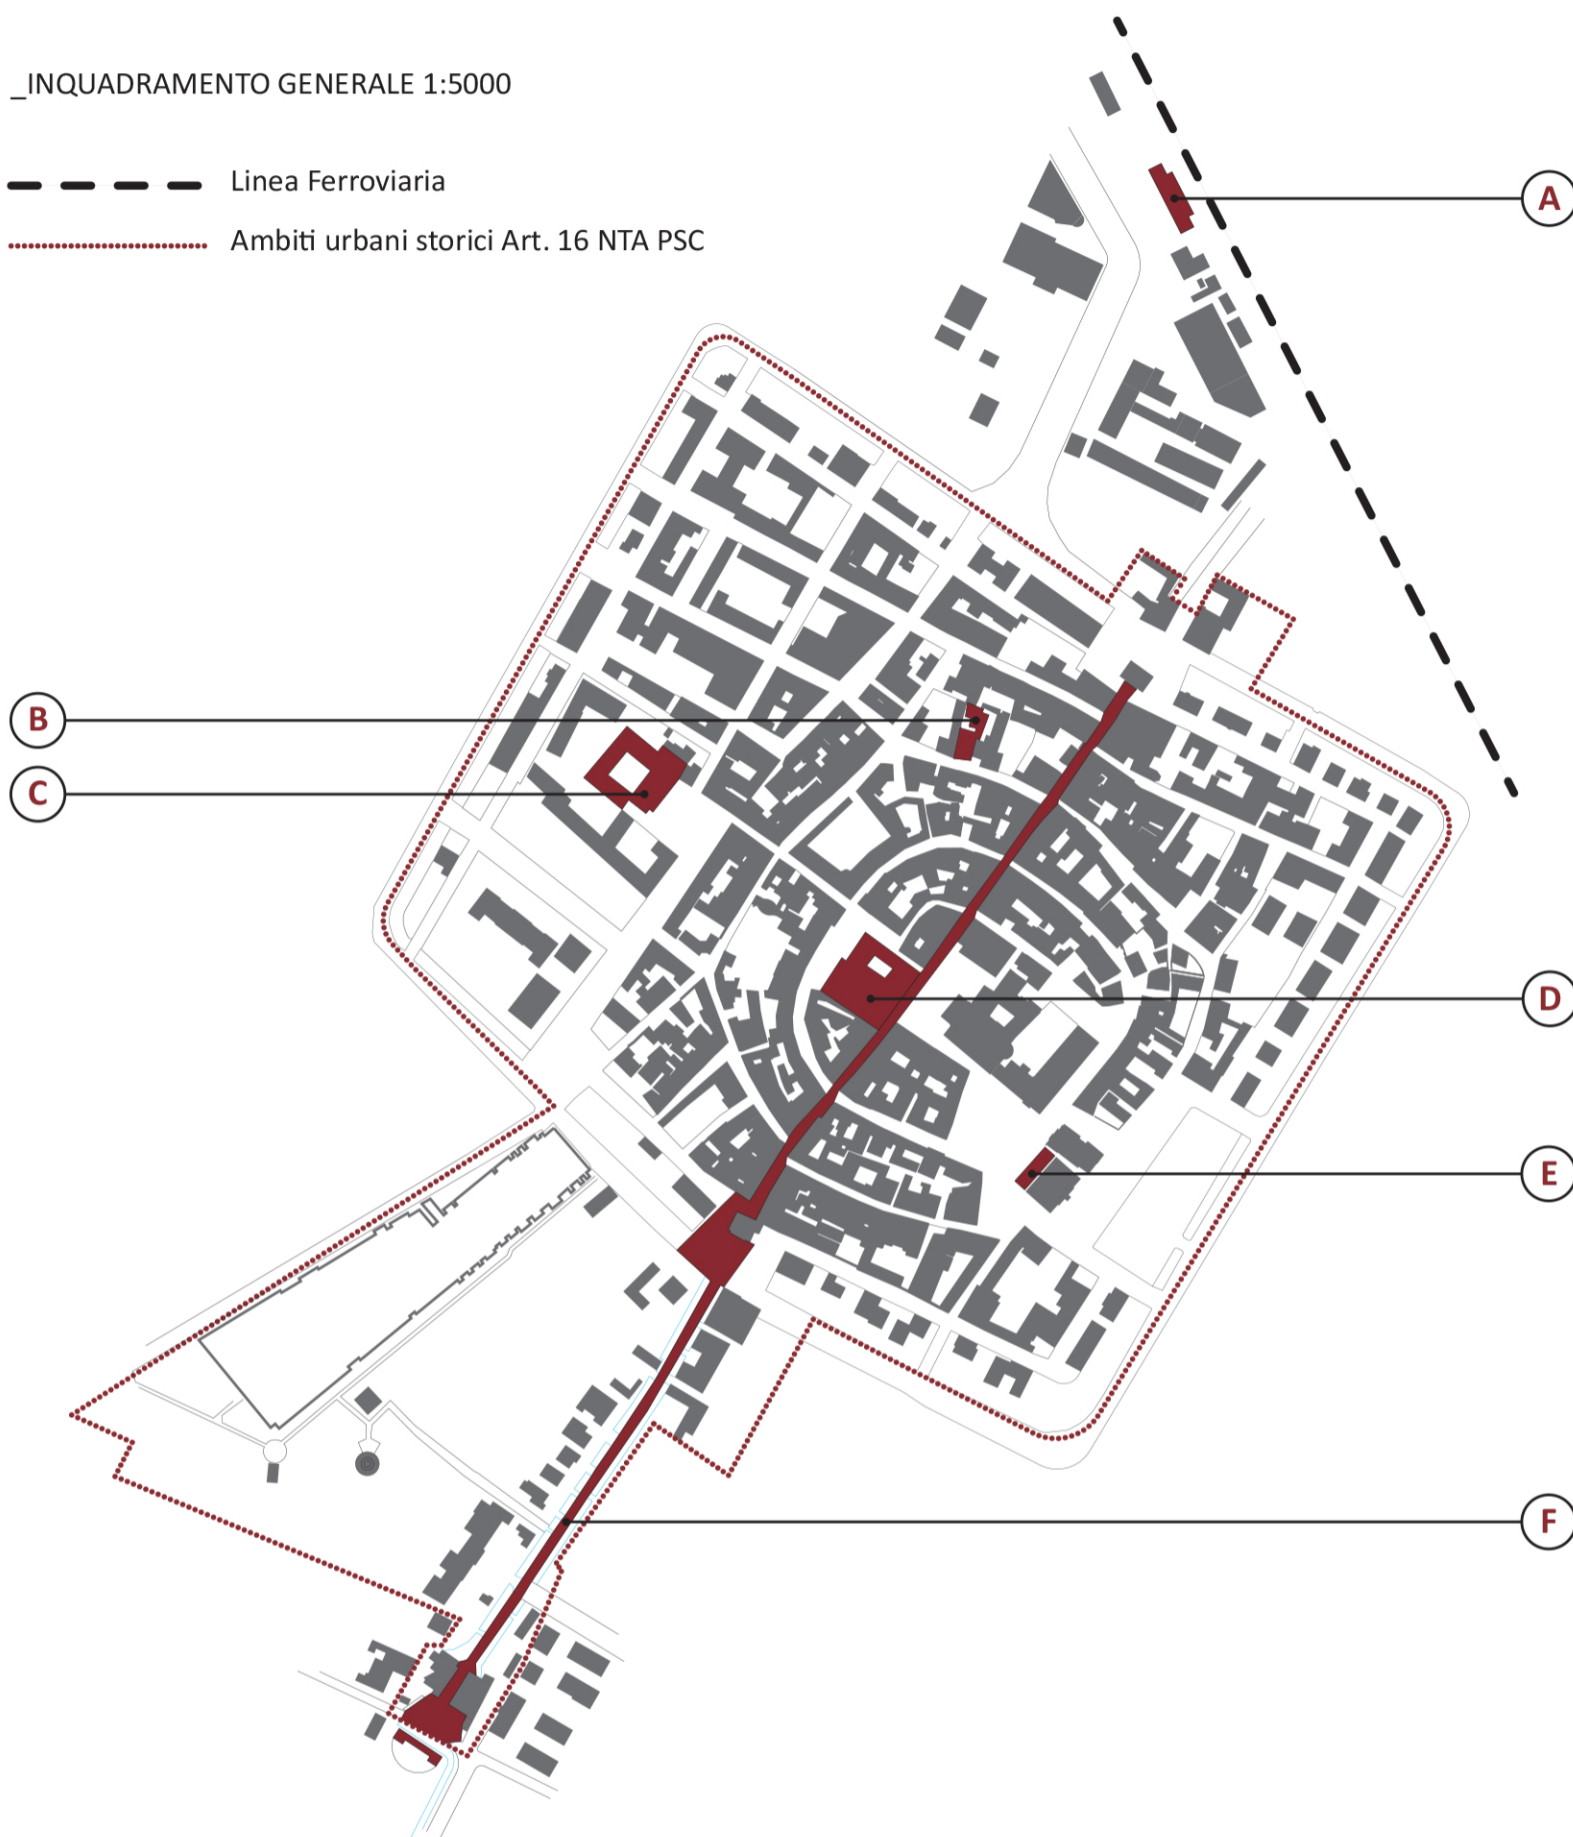 _INQUADRAMENTO GENERALE 1:5000
Linea Ferroviaria
Ambiti urbani storici Art. 16 NTA PSC
A
B
C
D
E
F